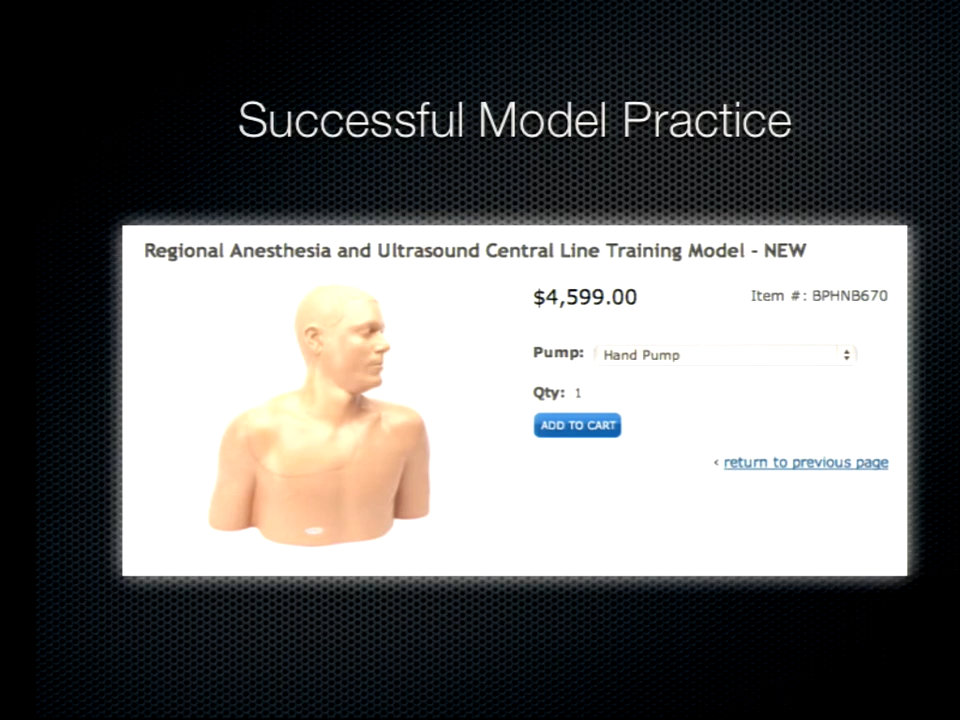 Successful Model Practice
Regional Anesthesia and Ultrasound Central Line Training Model - NEW
$4,599.00 Item #: BPHNB670
Pump: Hand Pump
Qty: 1
ADD TO CART
‹ return to previous page